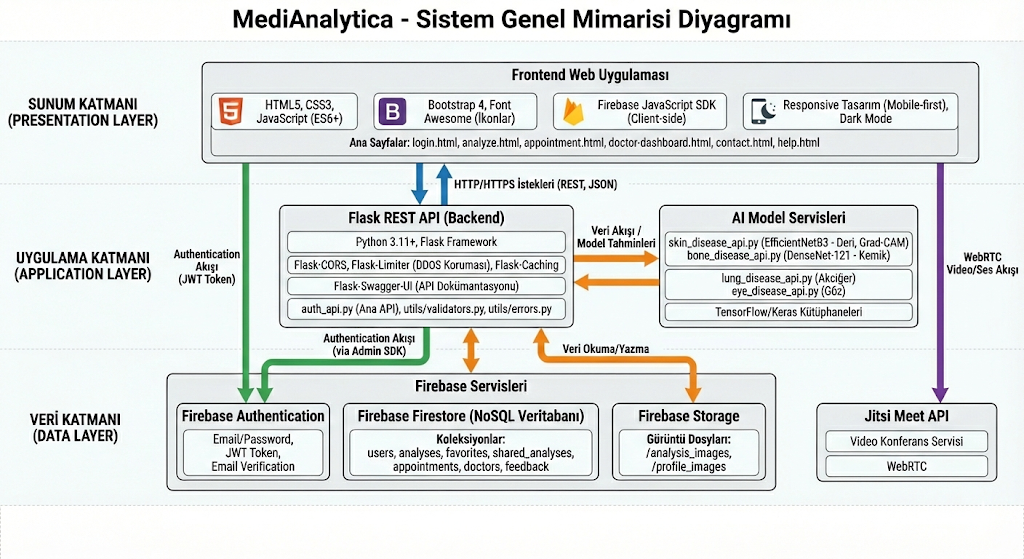 MediAnalytica - Sistem Genel Mimarisi Diyagramı
SUNUM KATMANI
(PRESENTATION LAYER)
Frontend Web Uygulaması
HTML5, CSS3,
JavaScript (ES6+)
Bootstrap 4, Font
Awesome (İkonlar)
Firebase JavaScript SDK
(Client-side)
Responsive Tasarım (Mobile-first),
Dark Mode
Ana Sayfalar: login.html, analyze.html, appointment.html, doctor-dashboard.html, contact.html, help.html
HTTP/HTTPS İstekleri (REST, JSON)
UYGULAMA KATMANI
(APPLICATION LAYER)
Authentication
Akışı
(JWT Token)
Flask REST API (Backend)
Python 3.11+, Flask Framework
Flask-CORS, Flask-Limiter (DDOS Koruması), Flask-Caching
Flask-Swagger-UI (API Dokümantasyonu)
auth_api.py (Ana API), utils/validators.py, utils/errors.py
Veri Akışı /
Model Tahminleri
AI Model Servisleri
skin_disease_api.py (EfficientNetB3 - Deri, Grad-CAM)
bone_disease_api.py (DenseNet-121 - Kemik)
lung_disease_api.py (Akciğer)
eye_disease_api.py (Göz)
TensorFlow/Keras Kütüphaneleri
WebRTC
Video/Ses Akışı
Authentication Akışı
(via Admin SDK)
Veri Okuma/Yazma
VERİ KATMANI
(DATA LAYER)
Firebase Servisleri
Firebase Authentication
Email/Password,
JWT Token,
Email Verification
Firebase Firestore (NoSQL Veritabanı)
Koleksiyonlar:
users, analyses, favorites, shared_analyses,
appointments, doctors, feedback
Firebase Storage
Görüntü Dosyları:
/analysis_images,
/profile_images
Jitsi Meet API
Video Konferans Servisi
WebRTC